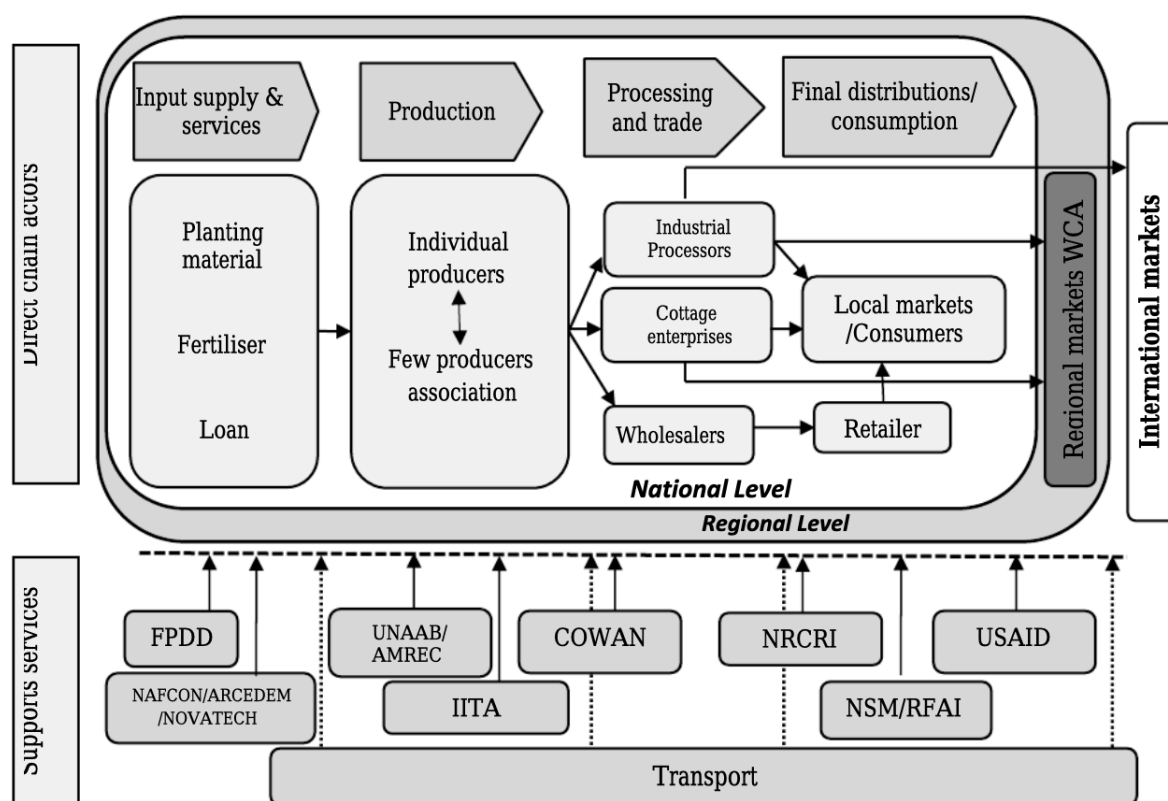 Direct chain actors
Input supply &
services
Production
Processing
and trade
Final distributions/
consumption
Planting
material
Fertiliser
Loan
Individual
producers
Few producers
association
Industrial
Processors
Cottage
enterprises
Wholesalers
Local markets
/Consumers
Retailer
National Level
Regional Level
Regional markets WCA
International markets
Supports services
FPDD
NAFCON/ARCEDEM
/NOVATECH
UNAAB/
AMREC
IITA
COWAN
NRCRI
NSM/RFAI
USAID
Transport